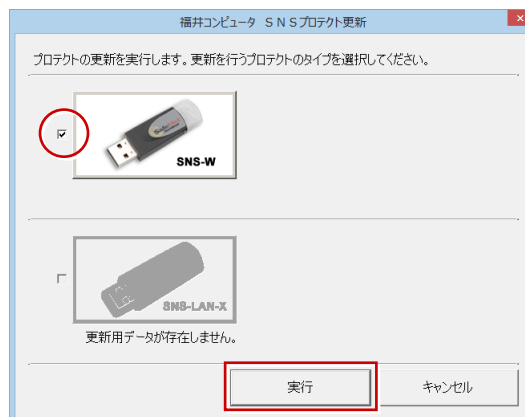 福井コンピュータ SNSプロテクト更新
プロテクトの更新を実行します。更新を行うプロテクトのタイプを選択してください。
SNS-W
SNS-LAN-X
更新用データが存在しません。
実行
キャンセル